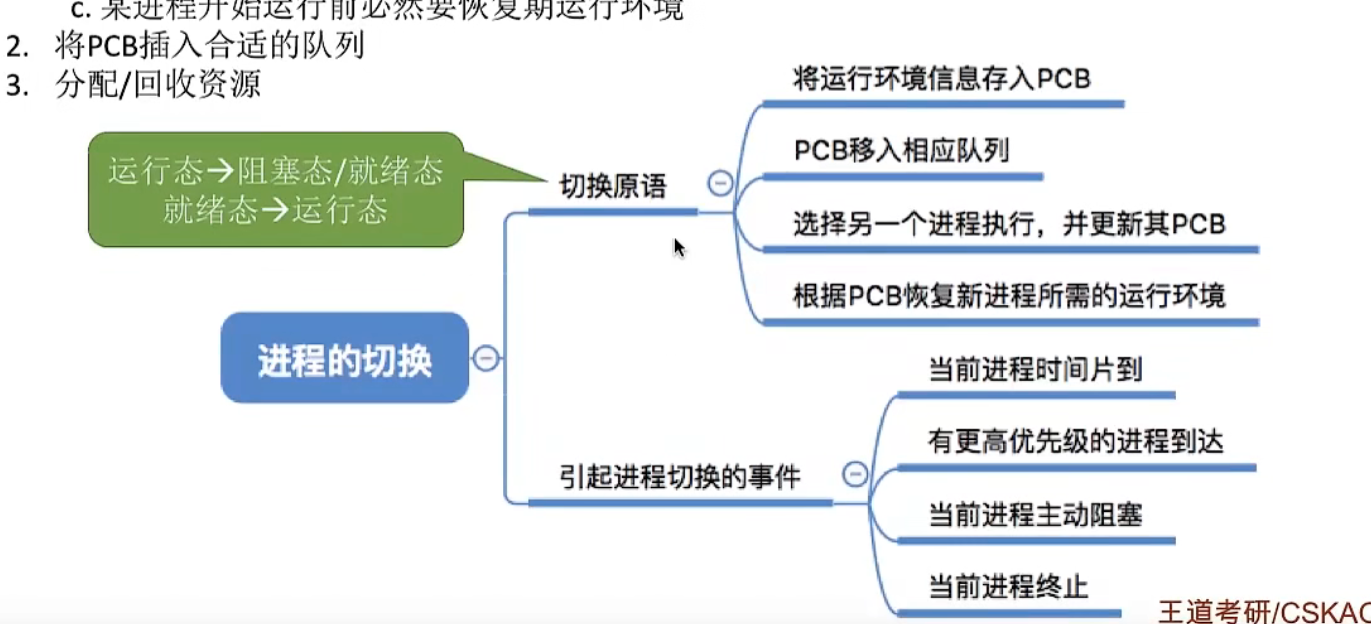 c. 某进程开始运行前必然要恢复期运行环境
2. 将PCB插入合适的队列
3. 分配/回收资源
运行态→阻塞态/就绪态
就绪态→运行态
切换原语
将运行环境信息存入PCB
PCB移入相应队列
选择另一个进程执行，并更新其PCB
根据PCB恢复新进程所需的运行环境
进程的切换
引起进程切换的事件
当前进程时间片到
有更高优先级的进程到达
当前进程主动阻塞
当前进程终止
王道考研/CSKAO